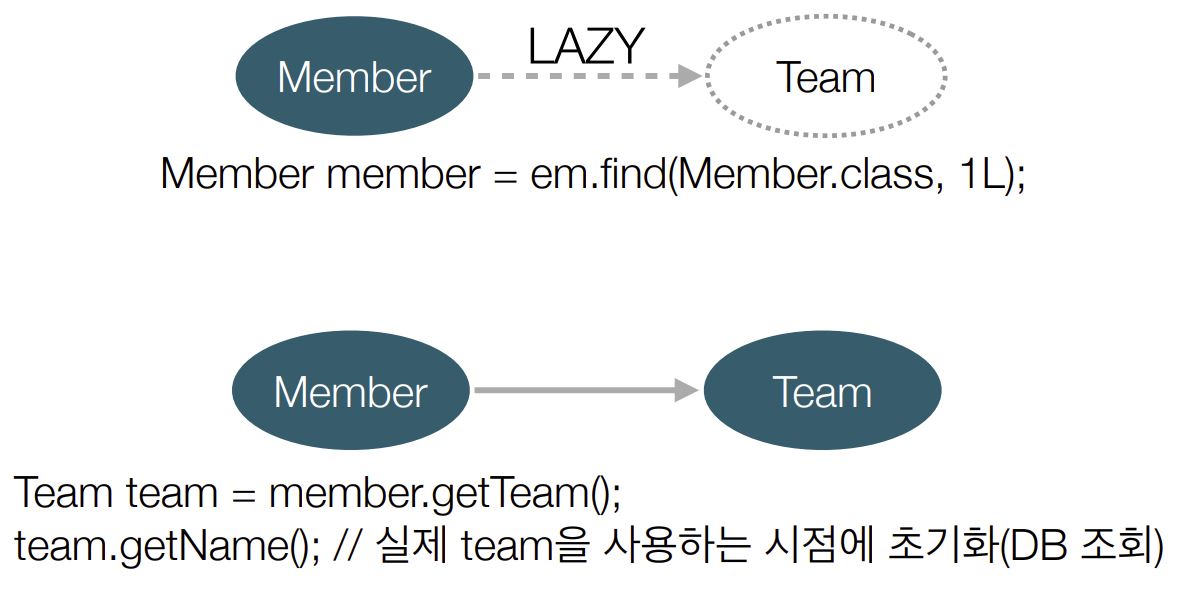 LAZY
Member
Team
Member member = em.find(Member.class, 1L);
Member
Team
Team team = member.getTeam();
team.getName(); // 실제 team을 사용하는 시점에 초기화(DB 조회)